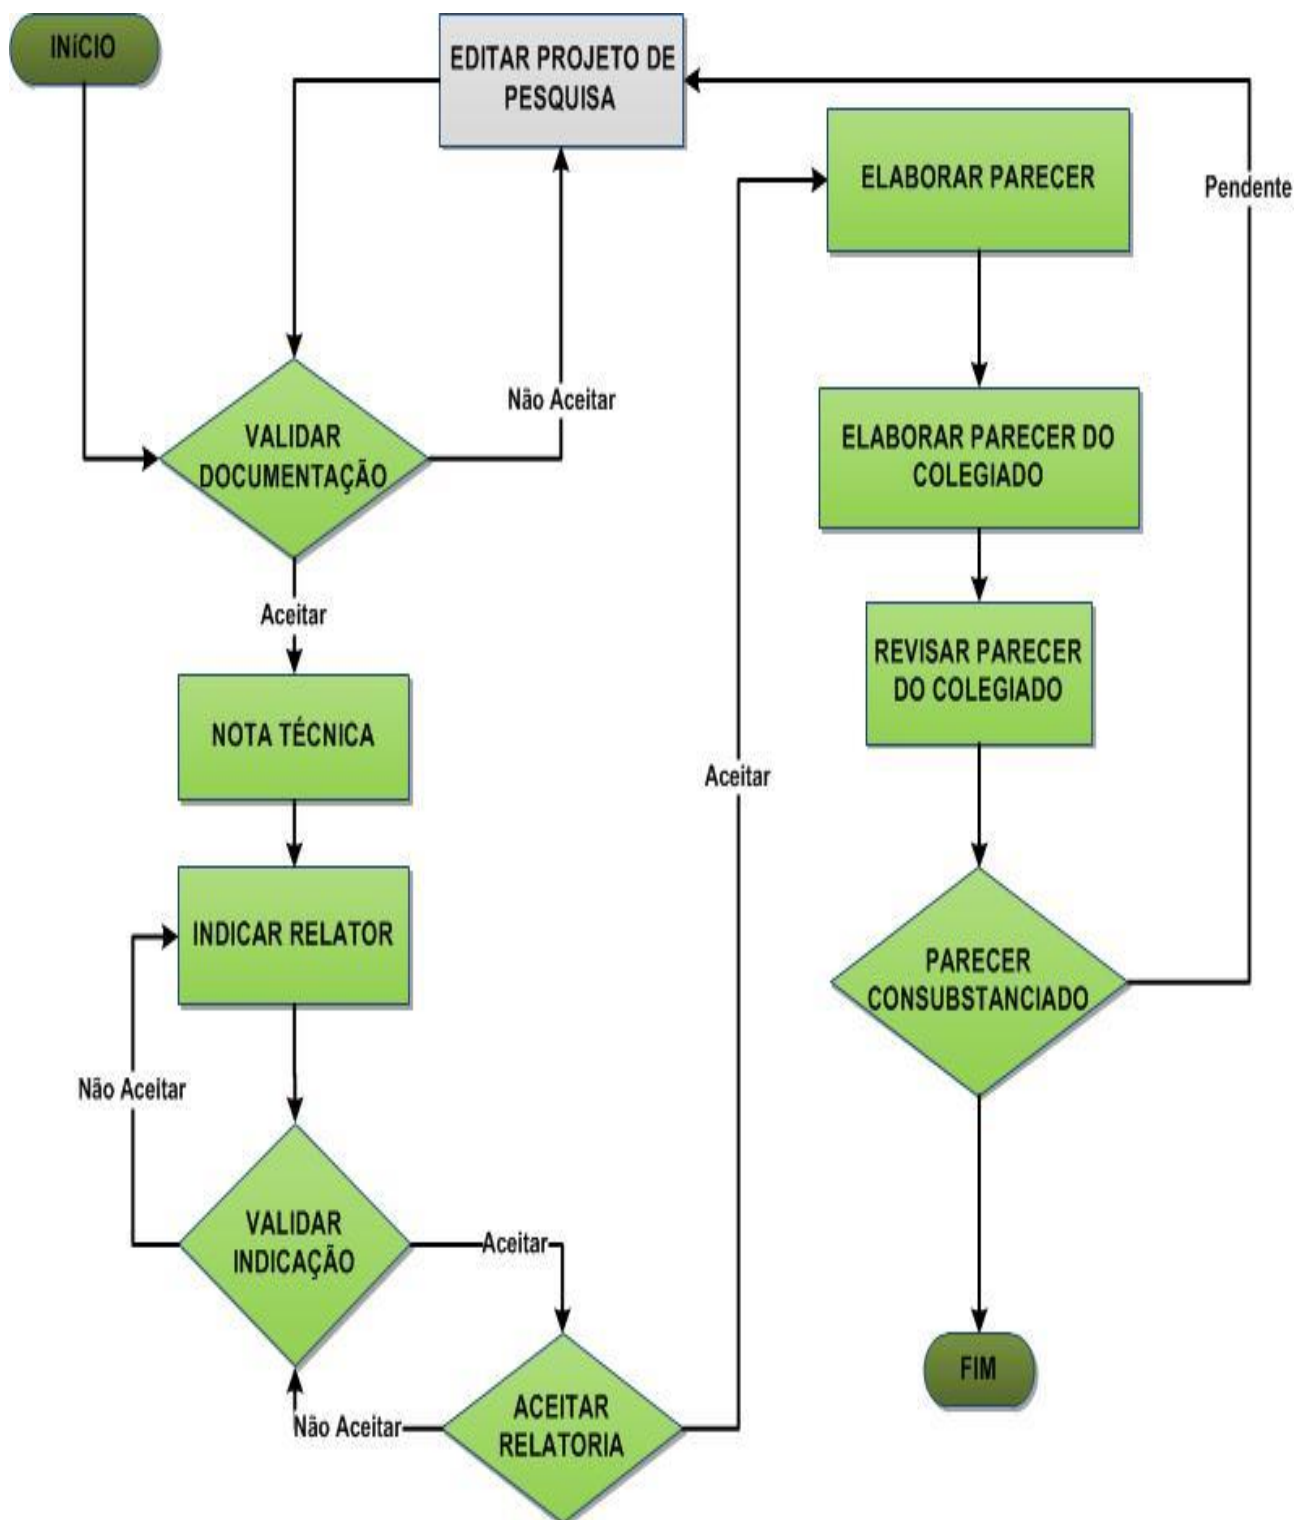 INíCIO
EDITAR PROJETO DE
PESQUISA
ELABORAR PARECER
Pendente
Não Aceitar
VALIDAR
DOCUMENTAÇÃO
ELABORAR PARECER DO
COLEGIADO
Aceitar
REVISAR PARECER
DO COLEGIADO
NOTA TÉCNICA
Aceitar
INDICAR RELATOR
PARECER
CONSUBSTANCIADO
Não Aceitar
VALIDAR
INDICAÇÃO
Aceitar
FIM
ACEITAR
RELATORIA
Não Aceitar